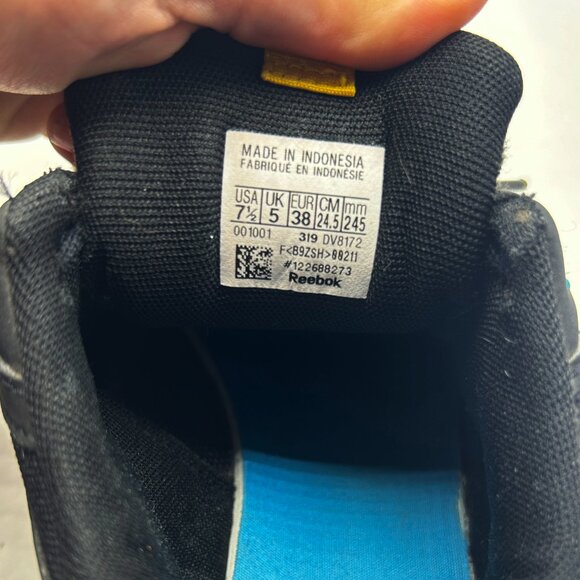 MADE IN INDONESIA
FABRIQUÉ EN INDONÉSIE
USA UK EUR CM mm
7½ 5 38 24.5 245
001001 319 DV8172
F<B9ZSH>00211
#122688273
Reebok